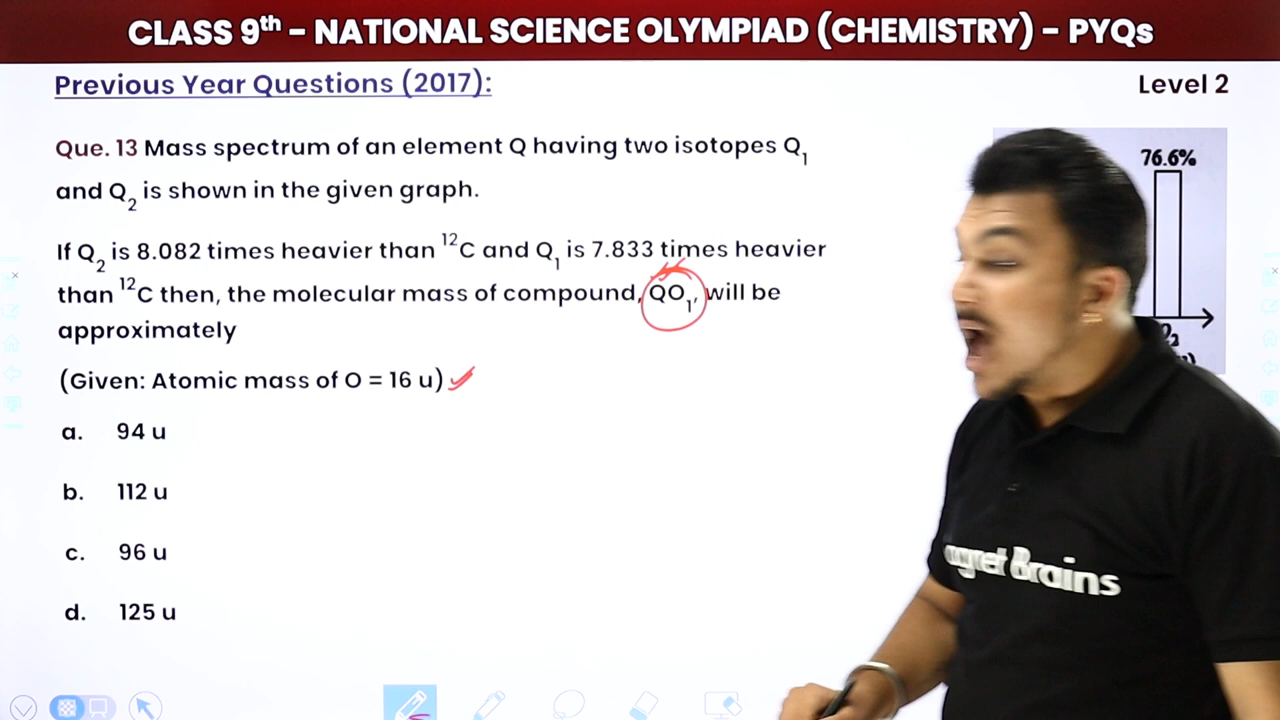 CLASS 9th – NATIONAL SCIENCE OLYMPIAD (CHEMISTRY) – PYQs
Previous Year Questions (2017):
Level 2
Que. 13 Mass spectrum of an element Q having two isotopes Q1
and Q2 is shown in the given graph.
76.6%
If Q2 is 8.082 times heavier than 12C and Q1 is 7.833 times heavier
than 12C then, the molecular mass of compound, QO1, will be
approximately
(Given: Atomic mass of O = 16 u)
a. 94 u
b. 112 u
c. 96 u
d. 125 u
Brains